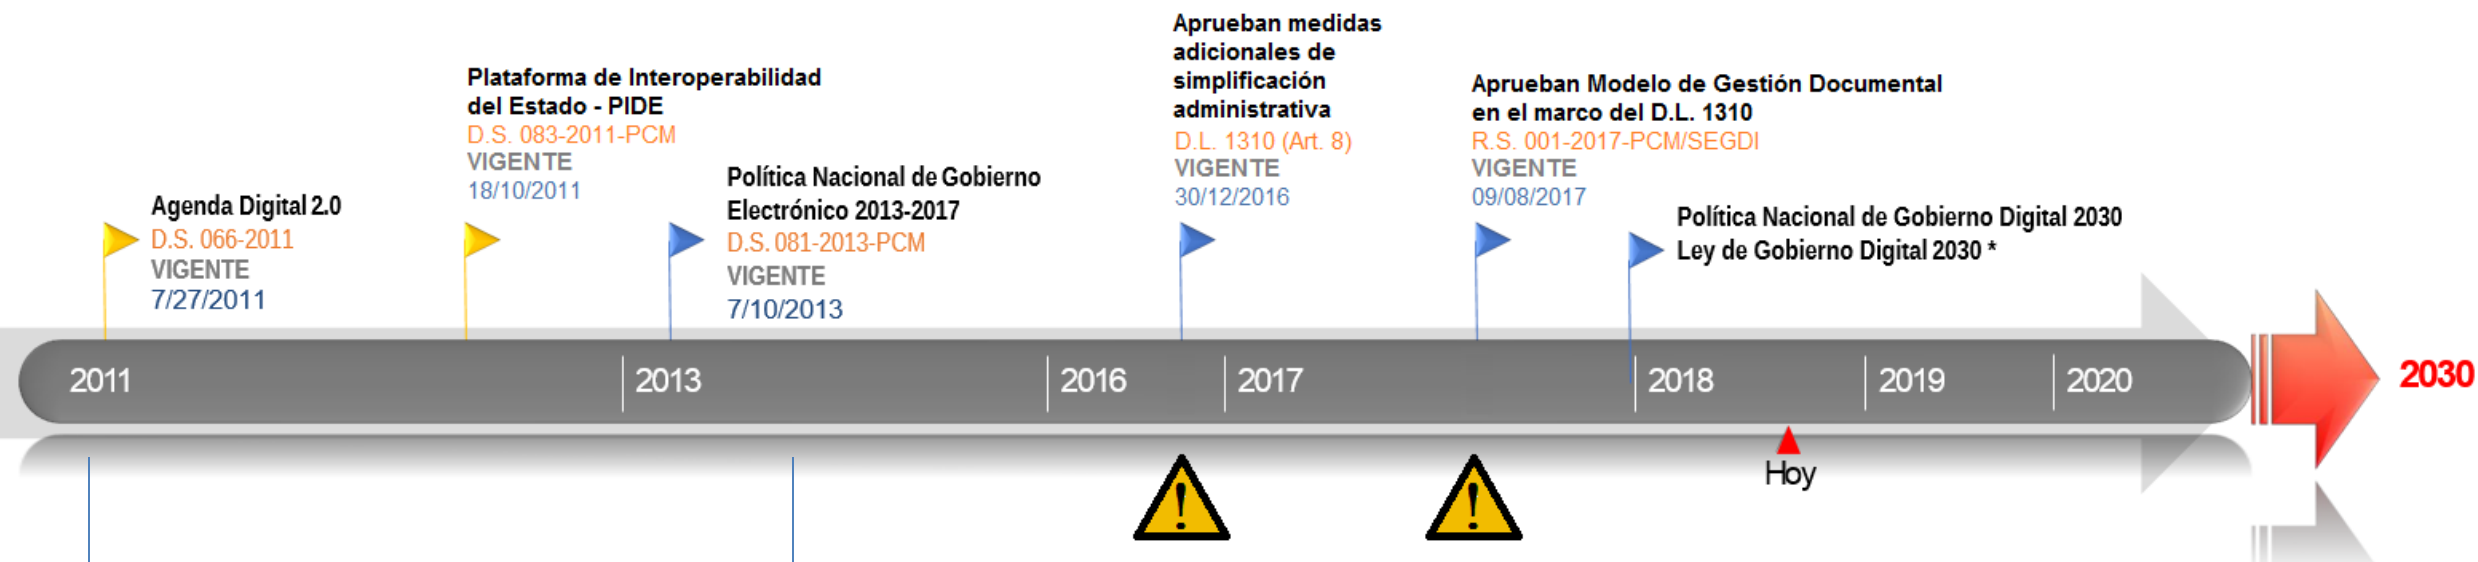 Agenda Digital 2.0
D.S. 066-2011
VIGENTE
7/27/2011
Plataforma de Interoperabilidad
del Estado - PIDE
D.S. 083-2011-PCM
VIGENTE
18/10/2011
Política Nacional de Gobierno
Electrónico 2013-2017
D.S. 081-2013-PCM
VIGENTE
7/10/2013
Aprueban medidas
adicionales de
simplificación
administrativa
D.L. 1310 (Art. 8)
VIGENTE
30/12/2016
Aprueban Modelo de Gestión Documental
en el marco del D.L. 1310
R.S. 001-2017-PCM/SEGDI
VIGENTE
09/08/2017
Política Nacional de Gobierno Digital 2030
Ley de Gobierno Digital 2030 *
2011
2013
2016
2017
2018
2019
2020
2030
Hoy